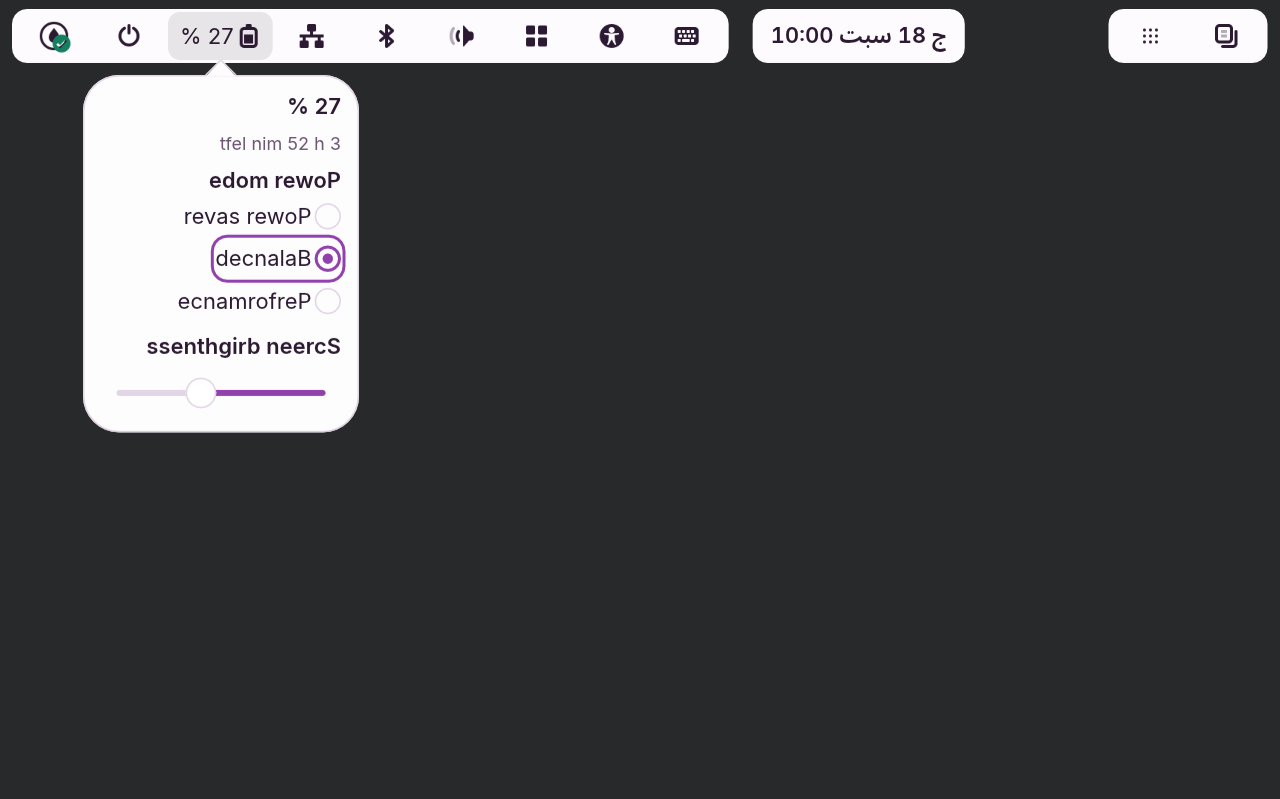 ج 18 سبت 10:00
% 27
% 27
tfel nim 52 h 3
edom rewoP
revas rewoP
decnalaB
ecnamrofreP
ssenthgirb neercS